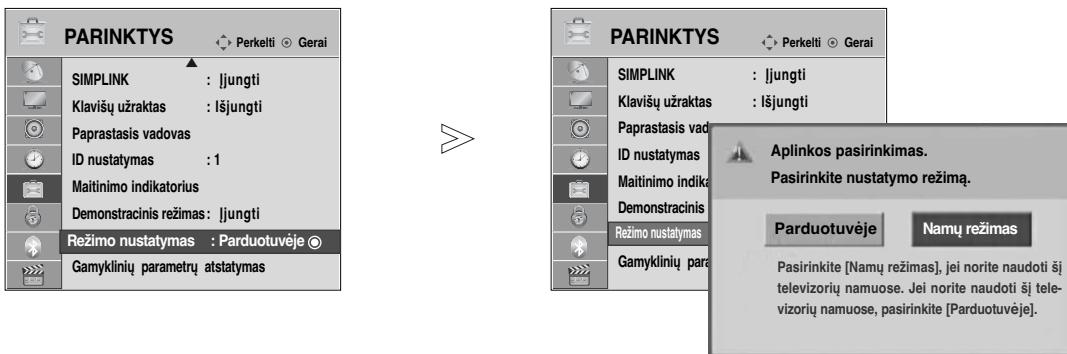 PARINKTYS
Perkelti Gerai
SIMPLINK : Įjungti
Klavišų užraktas : Išjungti
Paprastasis vadovas
ID nustatymas : 1
Maitinimo indikatorius
Demonstracinis režimas : Įjungti
Režimo nustatymas : Parduotuvėje
Gamyklinių parametrų atstatymas
PARINKTYS
Perkelti Gerai
SIMPLINK : Įjungti
Klavišų užraktas : Išjungti
Paprastasis vad
ID nustatymas
Maitinimo indika
Demonstracinis
Režimo nustatymas
Gamyklinių para
Aplinkos pasirinkimas.
Pasirinkite nustatymo režimą.
Parduotuvėje Namų režimas
Pasirinkite [Namų režimas], jei norite naudoti šį
televizorių namuose. Jei norite naudoti šį tele-
vizorių namuose, pasirinkite [Parduotuvėje].